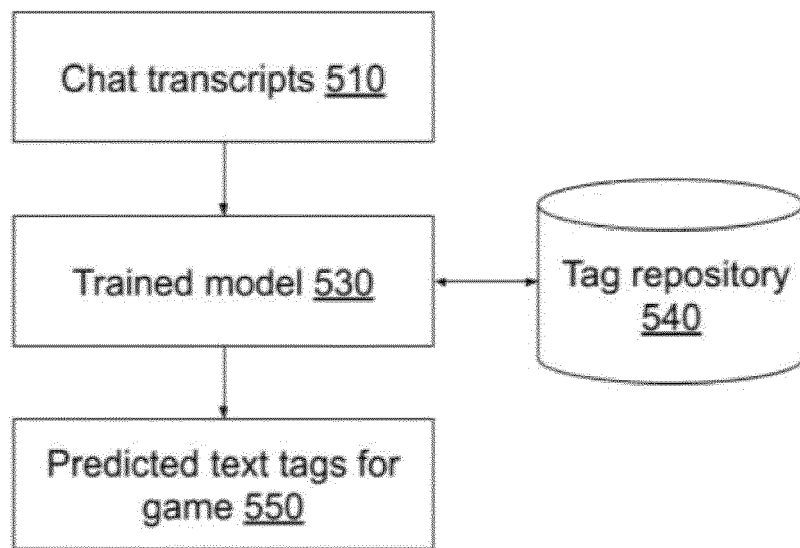 Chat transcripts 510
Trained model 530
Tag repository
540
Predicted text tags for
game 550